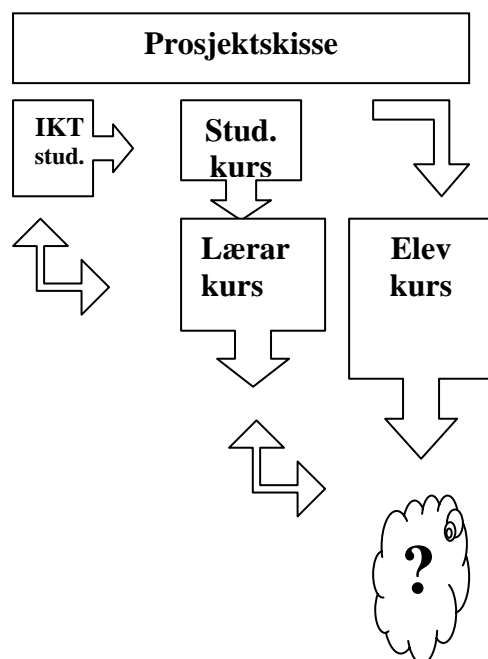 Prosjektskisse
IKT
stud.
Stud.
kurs
Lærar
kurs
Elev
kurs
?